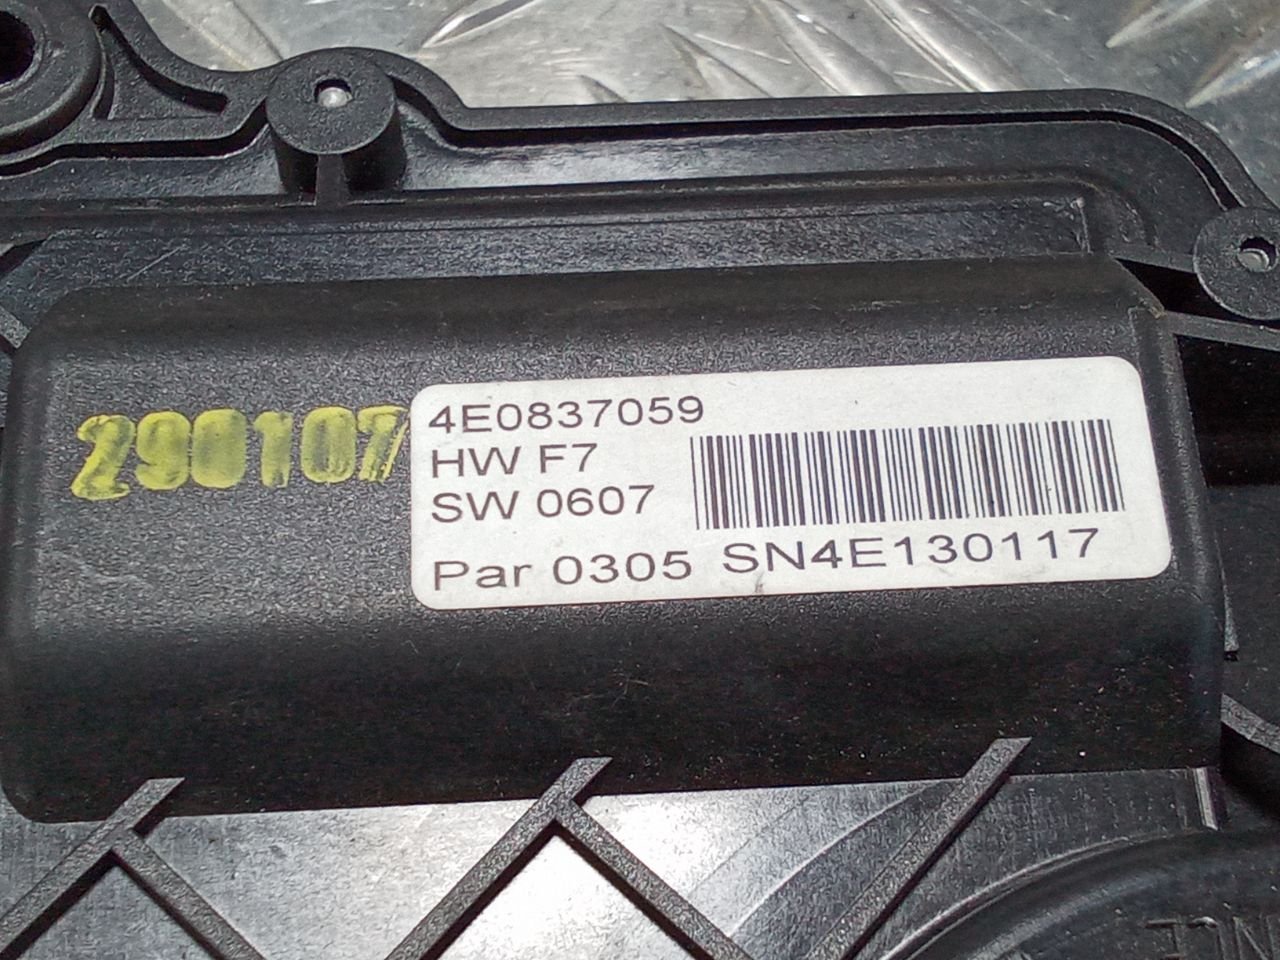 290107
4E0837059
HW F7
SW 0607
Par 0305 SN4E130117